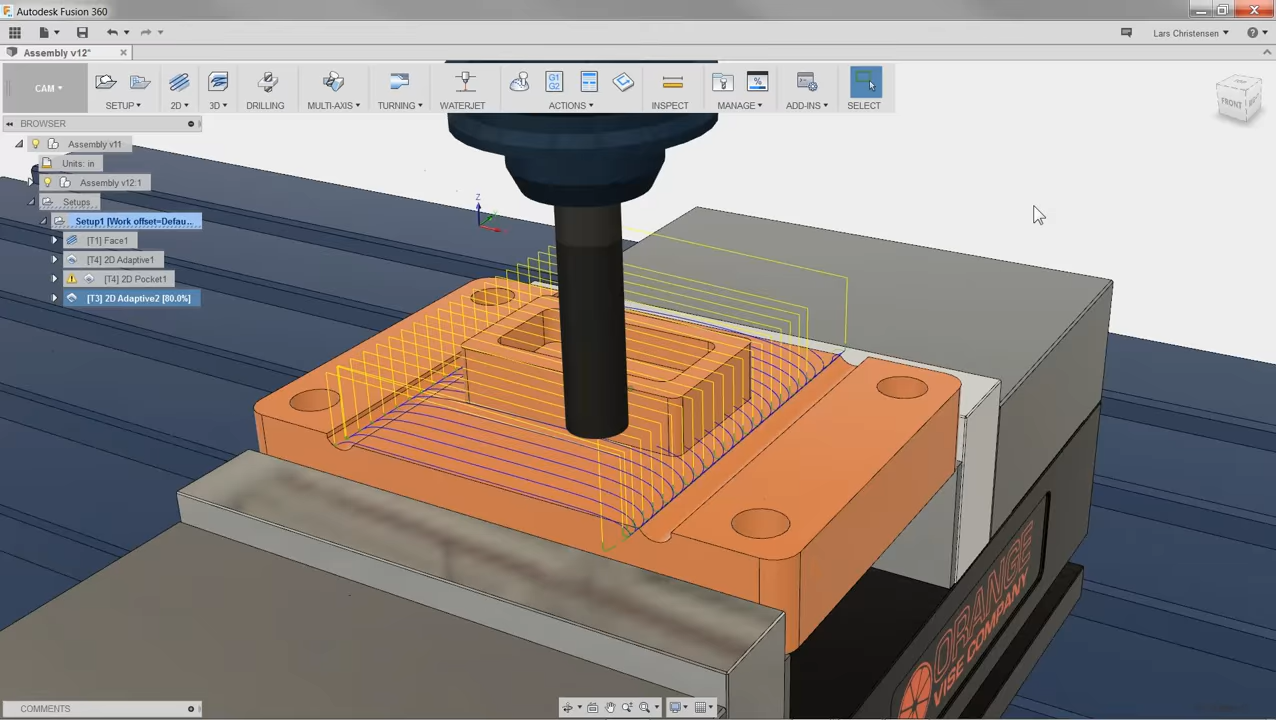 Autodesk Fusion 360
Lars Christensen
Assembly v12*
CAM
SETUP
2D
3D
DRILLING
MULTI-AXIS
TURNING
WATERJET
G1
G2
ACTIONS
INSPECT
%
MANAGE
ADD-INS
SELECT
FRONT
BROWSER
Assembly v11
Units: in
Assembly v12:1
Setups
Setup1 [Work offset=Defau...
[T1] Face1
[T4] 2D Adaptive1
[T4] 2D Pocket1
[T3] 2D Adaptive2 [80.0%]
Z
ORANGE
VISE COMPANY
COMMENTS